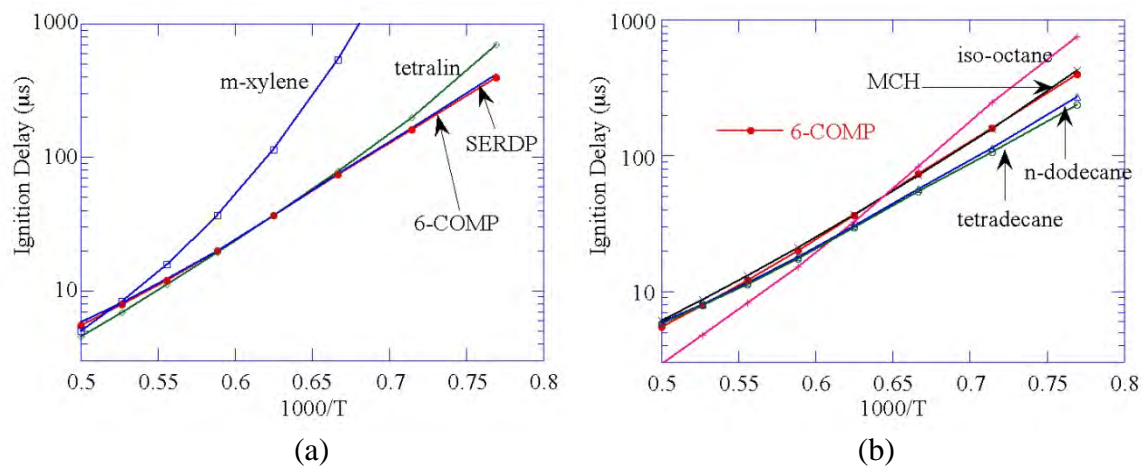 1000
100
10
Ignition Delay (µs)
m-xylene
tetralin
SERDP
6-COMP
0.5
0.55
0.6
0.65
0.7
0.75
0.8
1000/T
(a)
1000
100
10
Ignition Delay (µs)
iso-octane
MCH
6-COMP
n-dodecane
tetradecane
0.5
0.55
0.6
0.65
0.7
0.75
0.8
1000/T
(b)